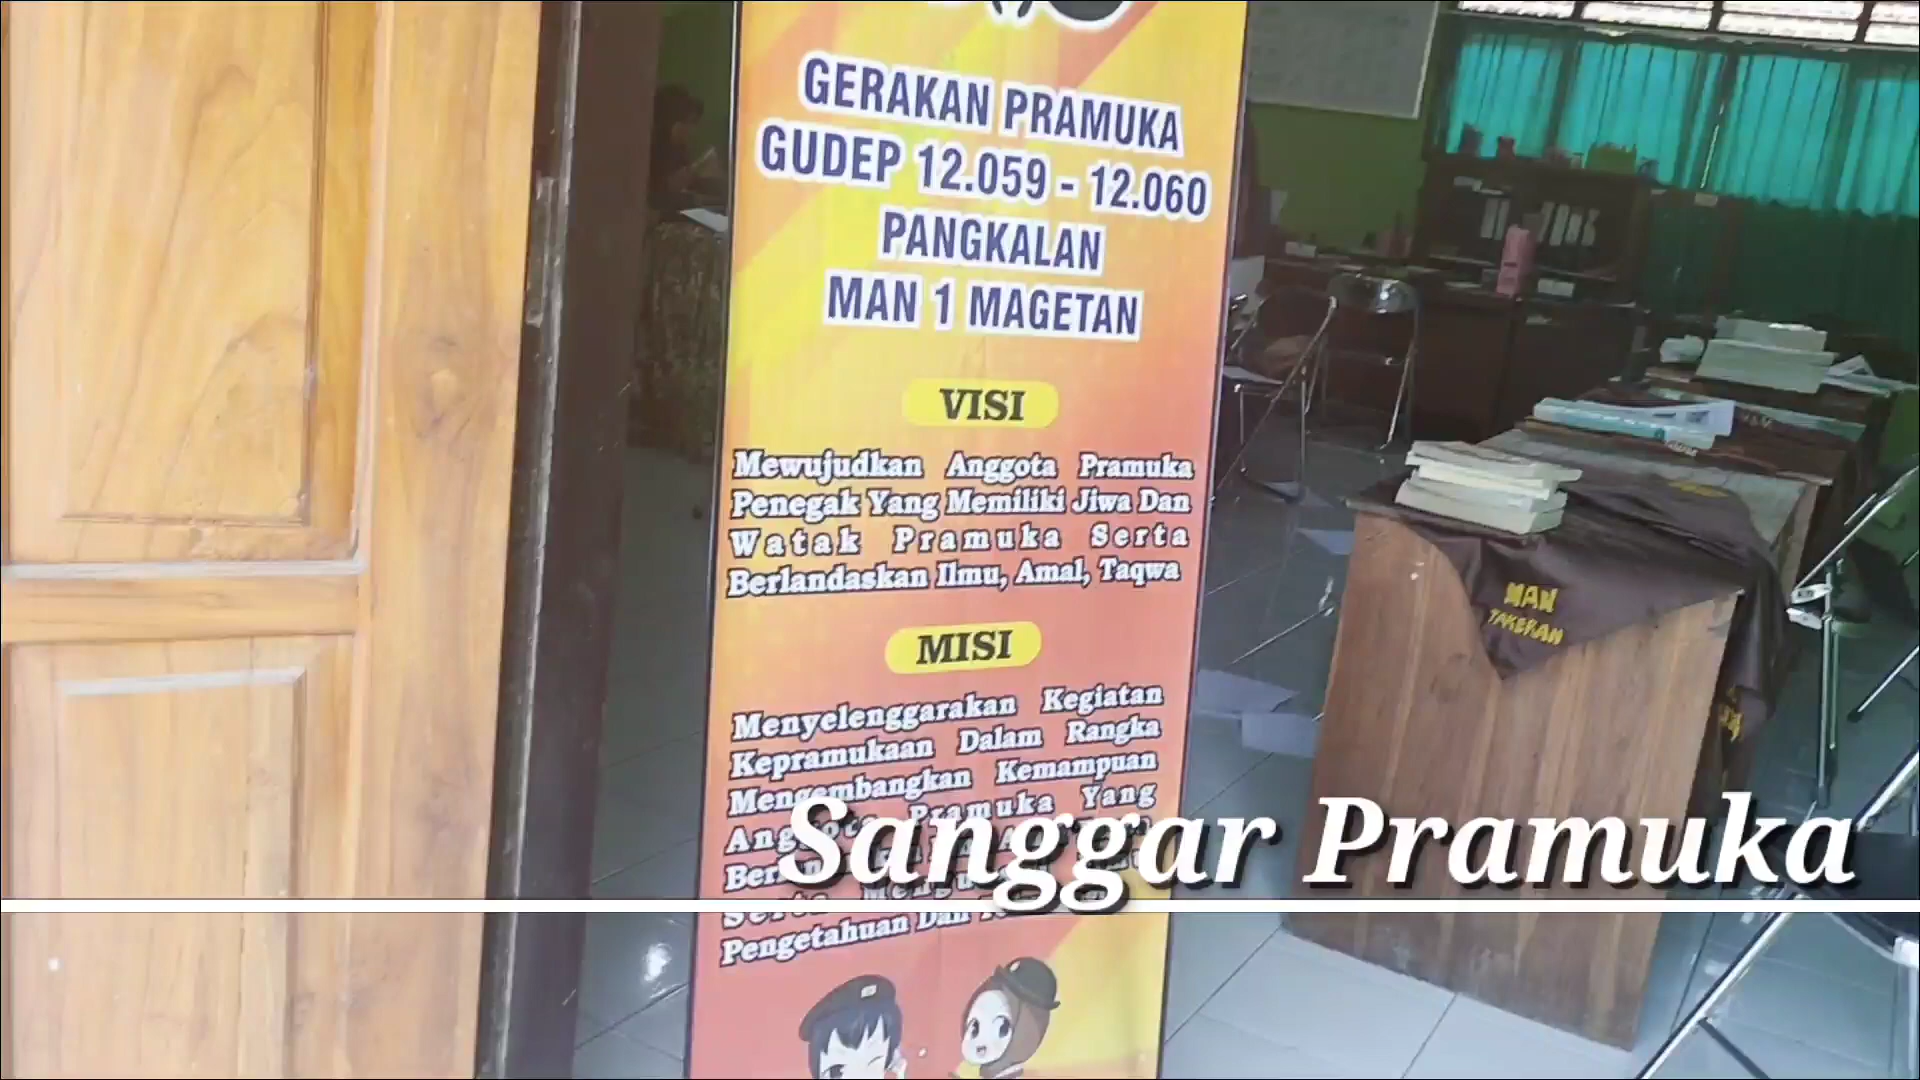 GERAKAN PRAMUKA
GUDEP 12.059 - 12.060
PANGKALAN
MAN 1 MAGETAN
VISI
Mewujudkan Anggota Pramuka
Penegak Yang Memiliki Jiwa Dan
Watak Pramuka Serta
Berlandaskan Ilmu, Amal, Taqwa
MISI
Menyelenggarakan Kegiatan
Kepramukaan Dalam Rangka
Mengembangkan Kemampuan
Anggota Pramuka Yang
Serta
Pengetahuan Dan
MAN
TAKERAN
Sanggar Pramuka